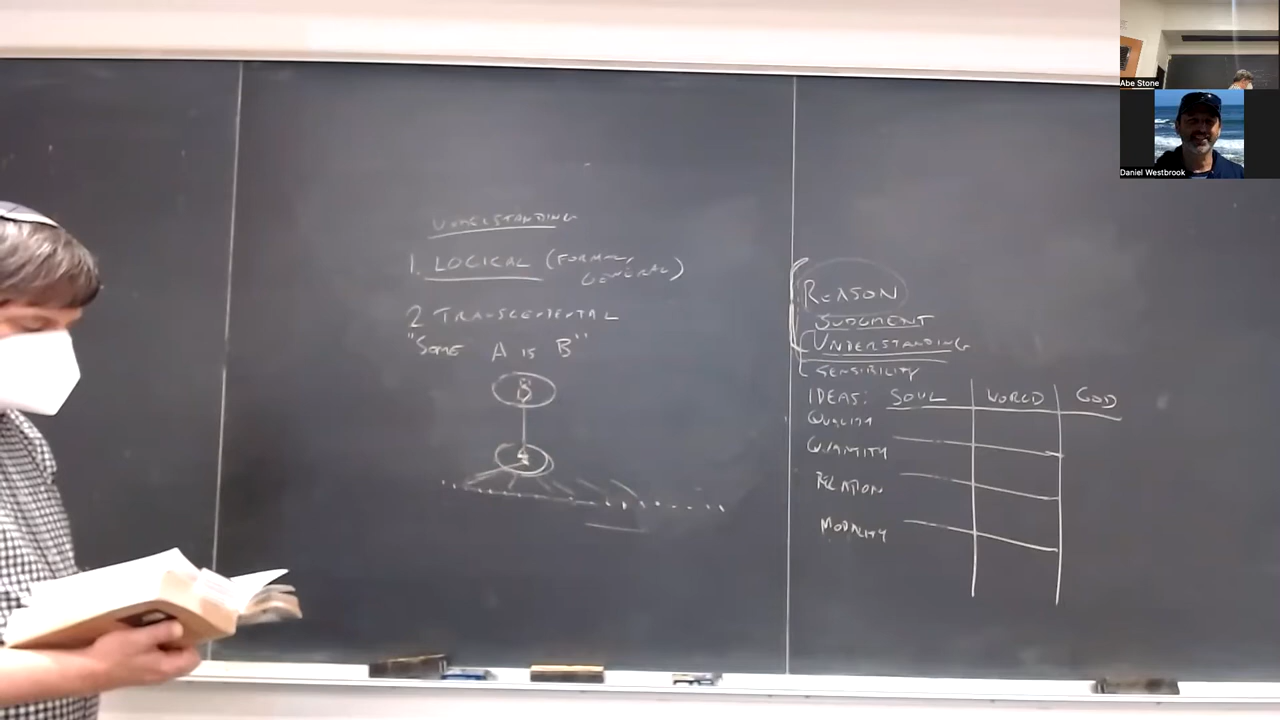 UNDERSTANDING
1. LOGICAL (FORMAL, GENERAL)
2 TRANSCENDENTAL
"SOME A IS B"
B
A
REASON
JUDGMENT
UNDERSTANDING
SENSIBILITY
IDEAS: SOUL WORLD GOD
QUALITY
QUANTITY
RELATION
MODALITY
Abe Stone
Daniel Westbrook